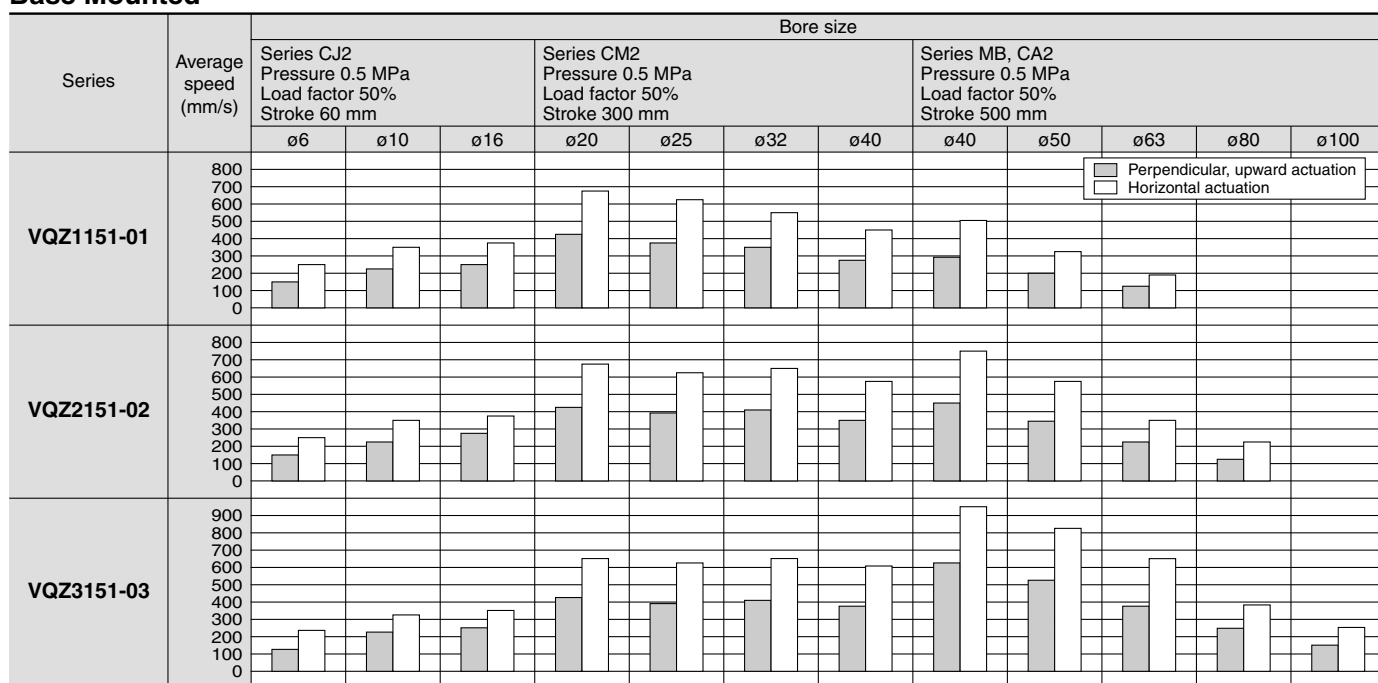 Base Mounted
Series
Average
speed
(mm/s)
Bore size
Series CJ2
Pressure 0.5 MPa
Load factor 50%
Stroke 60 mm
Series CM2
Pressure 0.5 MPa
Load factor 50%
Stroke 300 mm
Series MB, CA2
Pressure 0.5 MPa
Load factor 50%
Stroke 500 mm
ø6 ø10 ø16 ø20 ø25 ø32 ø40 ø40 ø50 ø63 ø80 ø100
Perpendicular, upward actuation
Horizontal actuation
VQZ1151-01
800
700
600
500
400
300
200
100
0
VQZ2151-02
800
700
600
500
400
300
200
100
0
VQZ3151-03
900
800
700
600
500
400
300
200
100
0